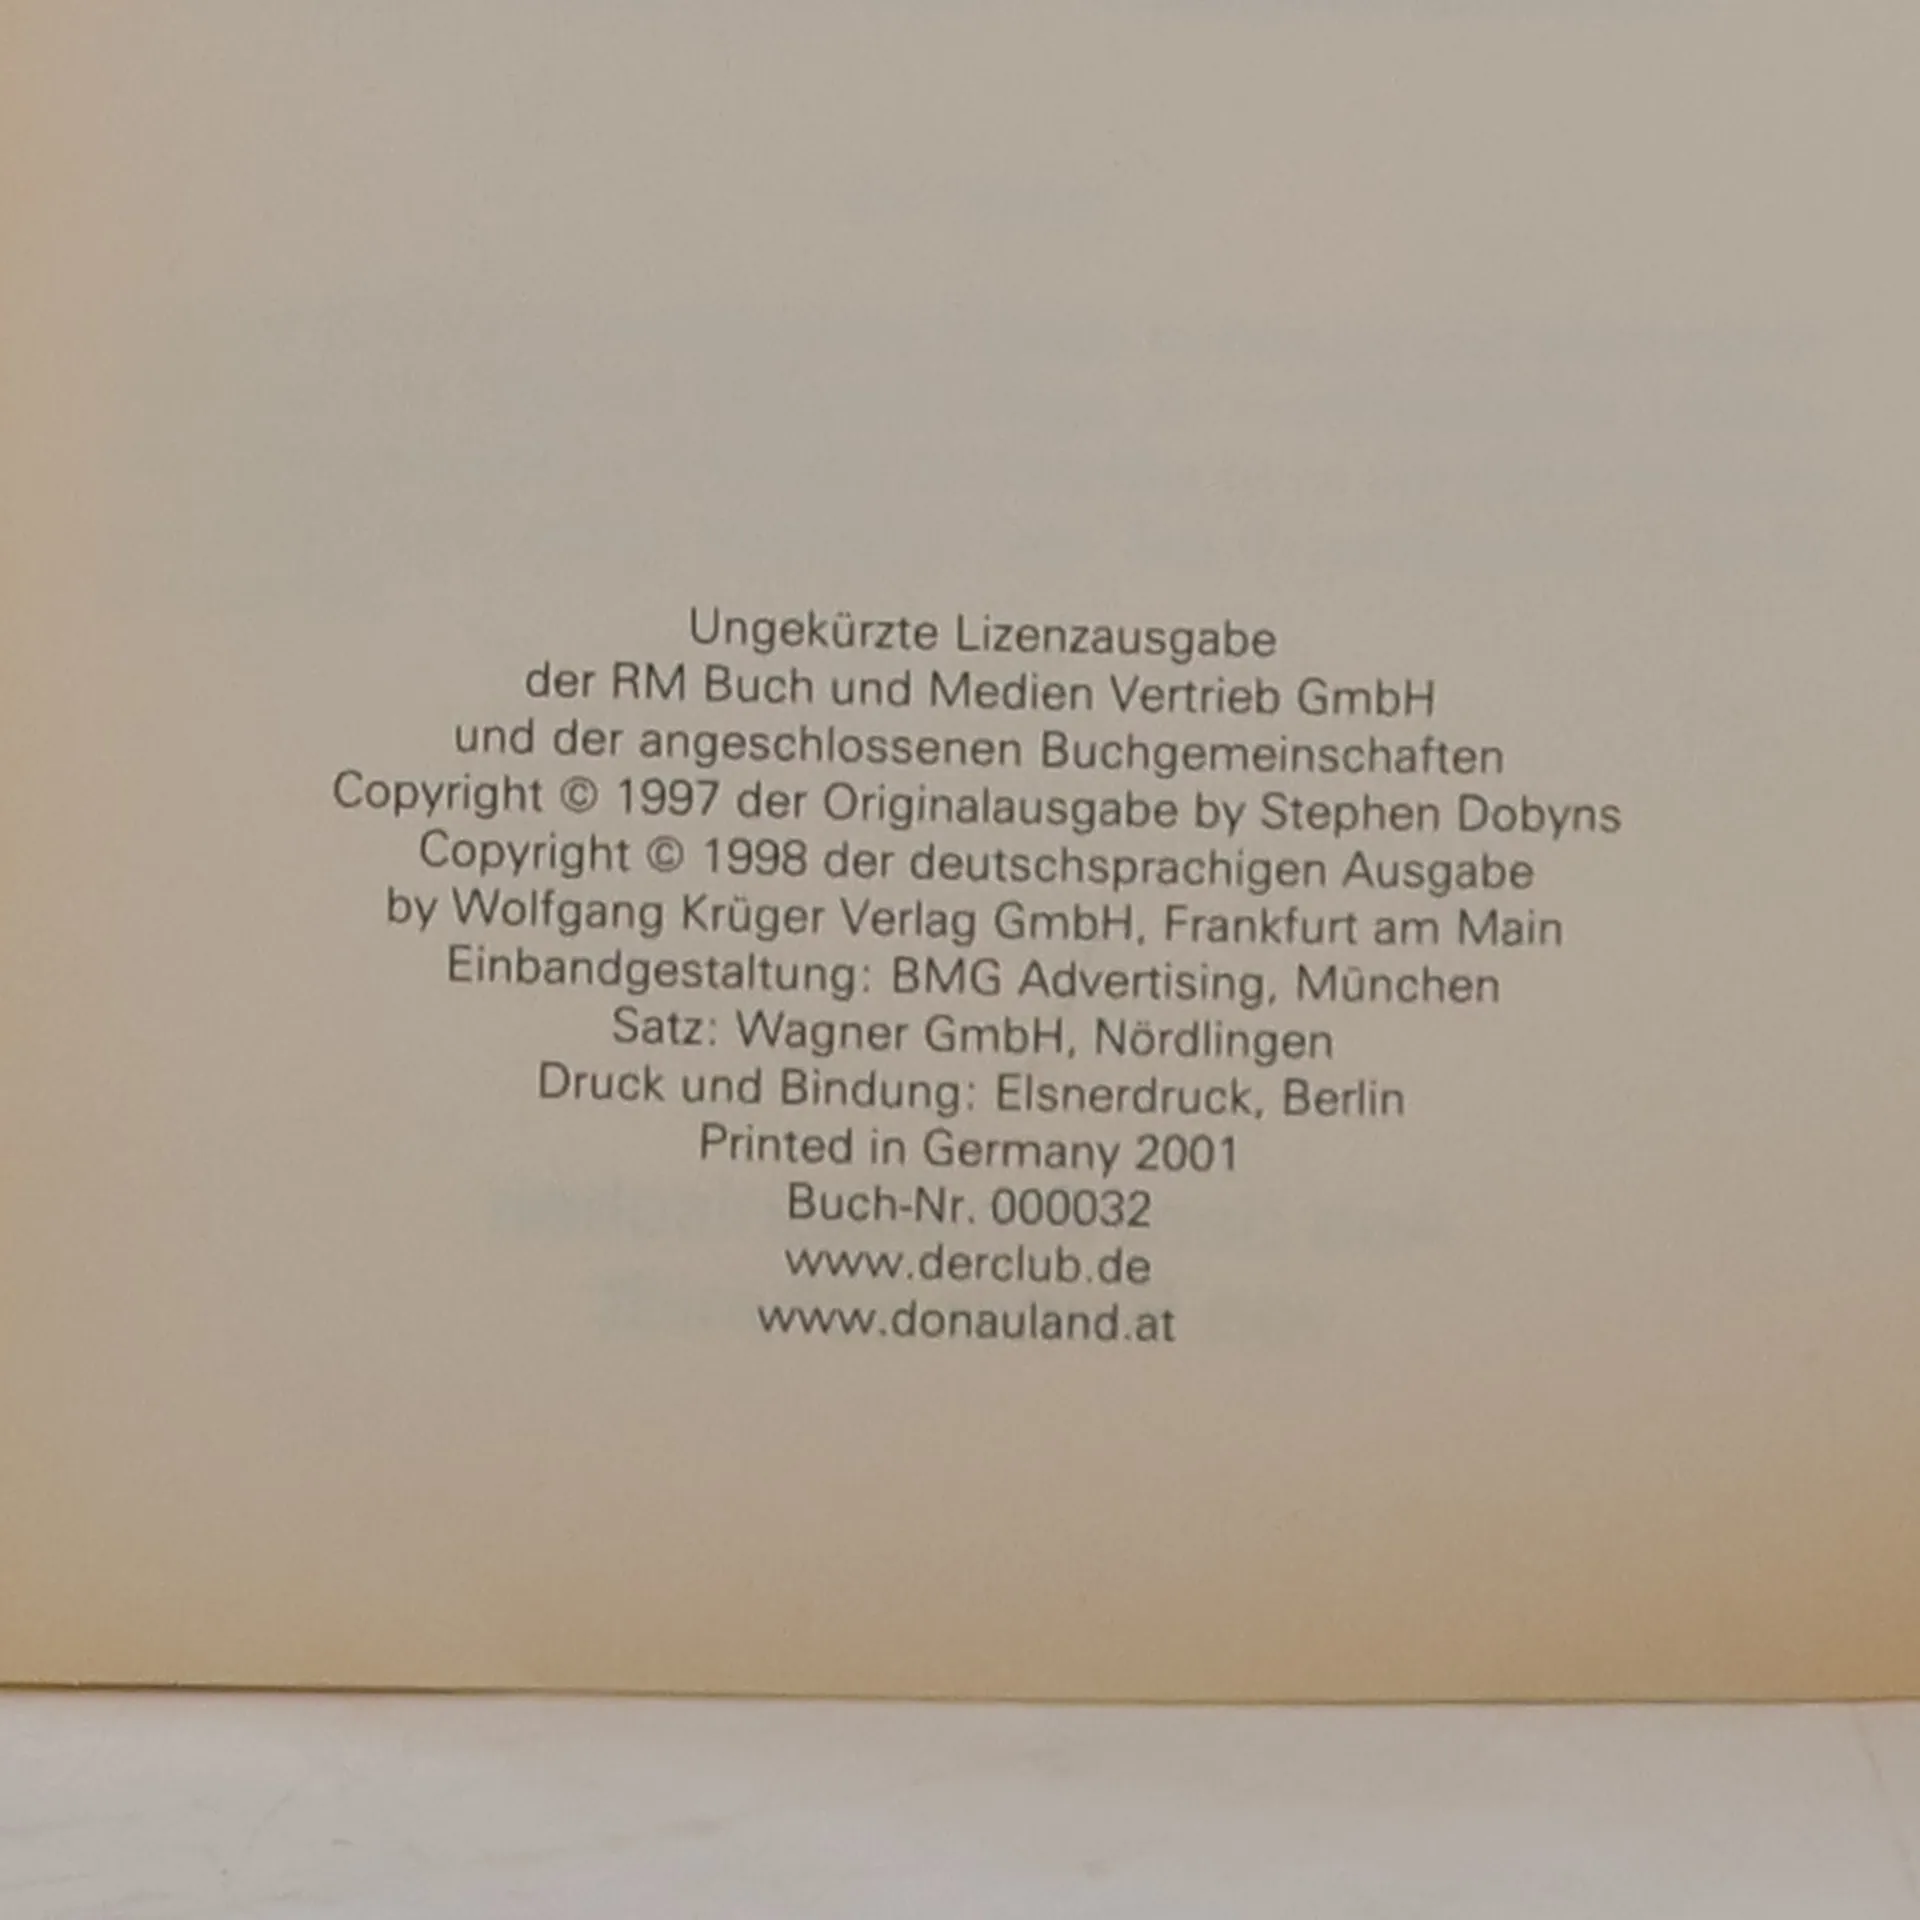 Ungekürzte Lizenzausgabe
der RM Buch und Medien Vertrieb GmbH
und der angeschlossenen Buchgemeinschaften
Copyright © 1997 der Originalausgabe by Stephen Dobyns
Copyright © 1998 der deutschsprachigen Ausgabe
by Wolfgang Krüger Verlag GmbH, Frankfurt am Main
Einbandgestaltung: BMG Advertising, München
Satz: Wagner GmbH, Nördlingen
Druck und Bindung: Elsnerdruck, Berlin
Printed in Germany 2001
Buch-Nr. 000032
www.derclub.de
www.donauland.at